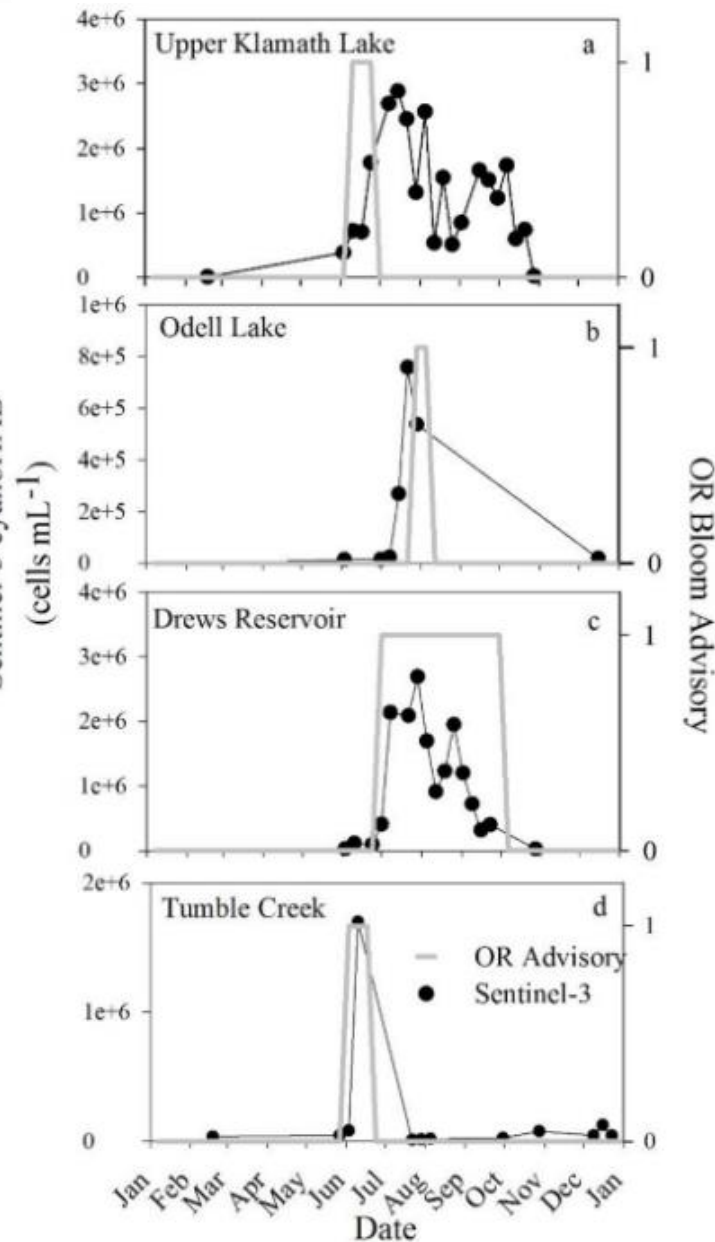 4e+6
Upper Klamath Lake
a
1
3e+6
2e+6
1e+6
0
0
1e+6
Odell Lake
b
1
8e+5
6e+5
4e+5
2e+5
0
0
(cells mL-1)
OR Bloom Advisory
4e+6
Drews Reservoir
c
1
3e+6
2e+6
1e+6
0
0
2e+6
Tumble Creek
d
1
OR Advisory
Sentinel-3
1e+6
0
0
Jan Feb Mar Apr May Jun Jul Aug Sep Oct Nov Dec Jan
Date